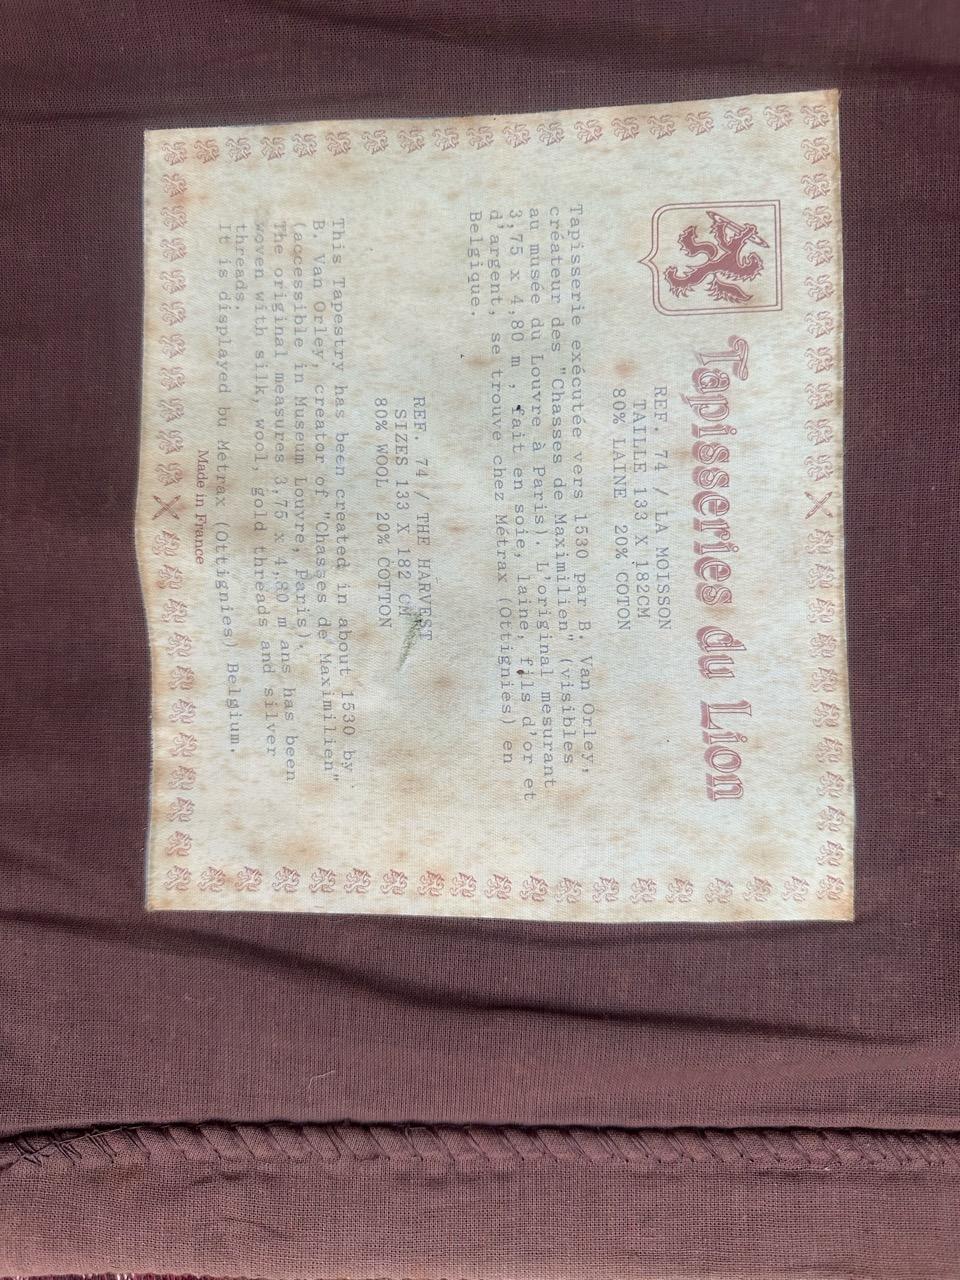 Tapisseries du Lion
REF. 74 / LA MOISSON
TAILLE 133 X 182CM
80% LAINE 20% COTON
Tapisserie exécutée vers 1530 par B. Van Orley,
créateur des "Chasses de Maximilien" (visibles
au musée du Louvre à Paris). L'original mesurant
3,75 x 4,80 m , fait en soie, laine, fils d'or et
d'argent, se trouve chez Métrax (Ottignies) en
Belgique.
REF. 74 / THE HARVEST
SIZES 133 X 182 CM
80% WOOL 20% COTTON
This Tapestry has been created in about 1530 by
B. Van Orley, creator of "Chasses de Maximilien"
(accessible in Museum Louvre, Paris).
The original measures 3,75 x 4,80 m ans has been
woven with silk, wool, gold threads and silver
threads.
It is displayed bu Métrax (Ottignies) Belgium.
Made in France